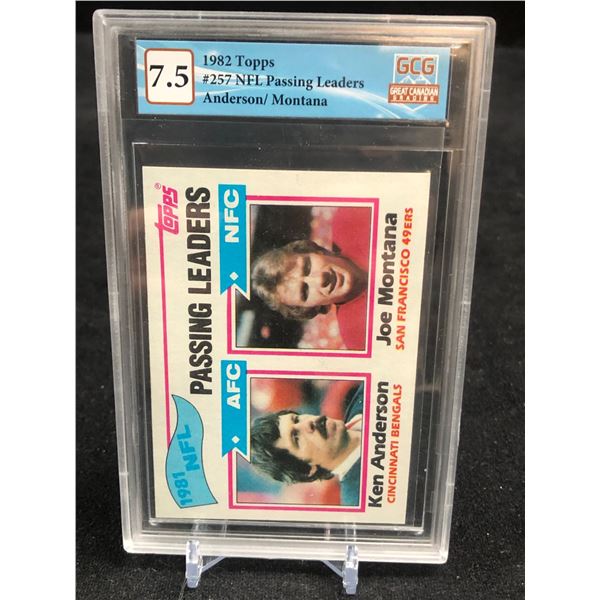 7.5
1982 Topps
#257 NFL Passing Leaders
Anderson/ Montana
GCG
GREAT CANADIAN
GRADING
topps®
1981 NFL
PASSING LEADERS
AFC
NFC
Ken Anderson
CINCINNATI BENGALS
Joe Montana
SAN FRANCISCO 49ERS